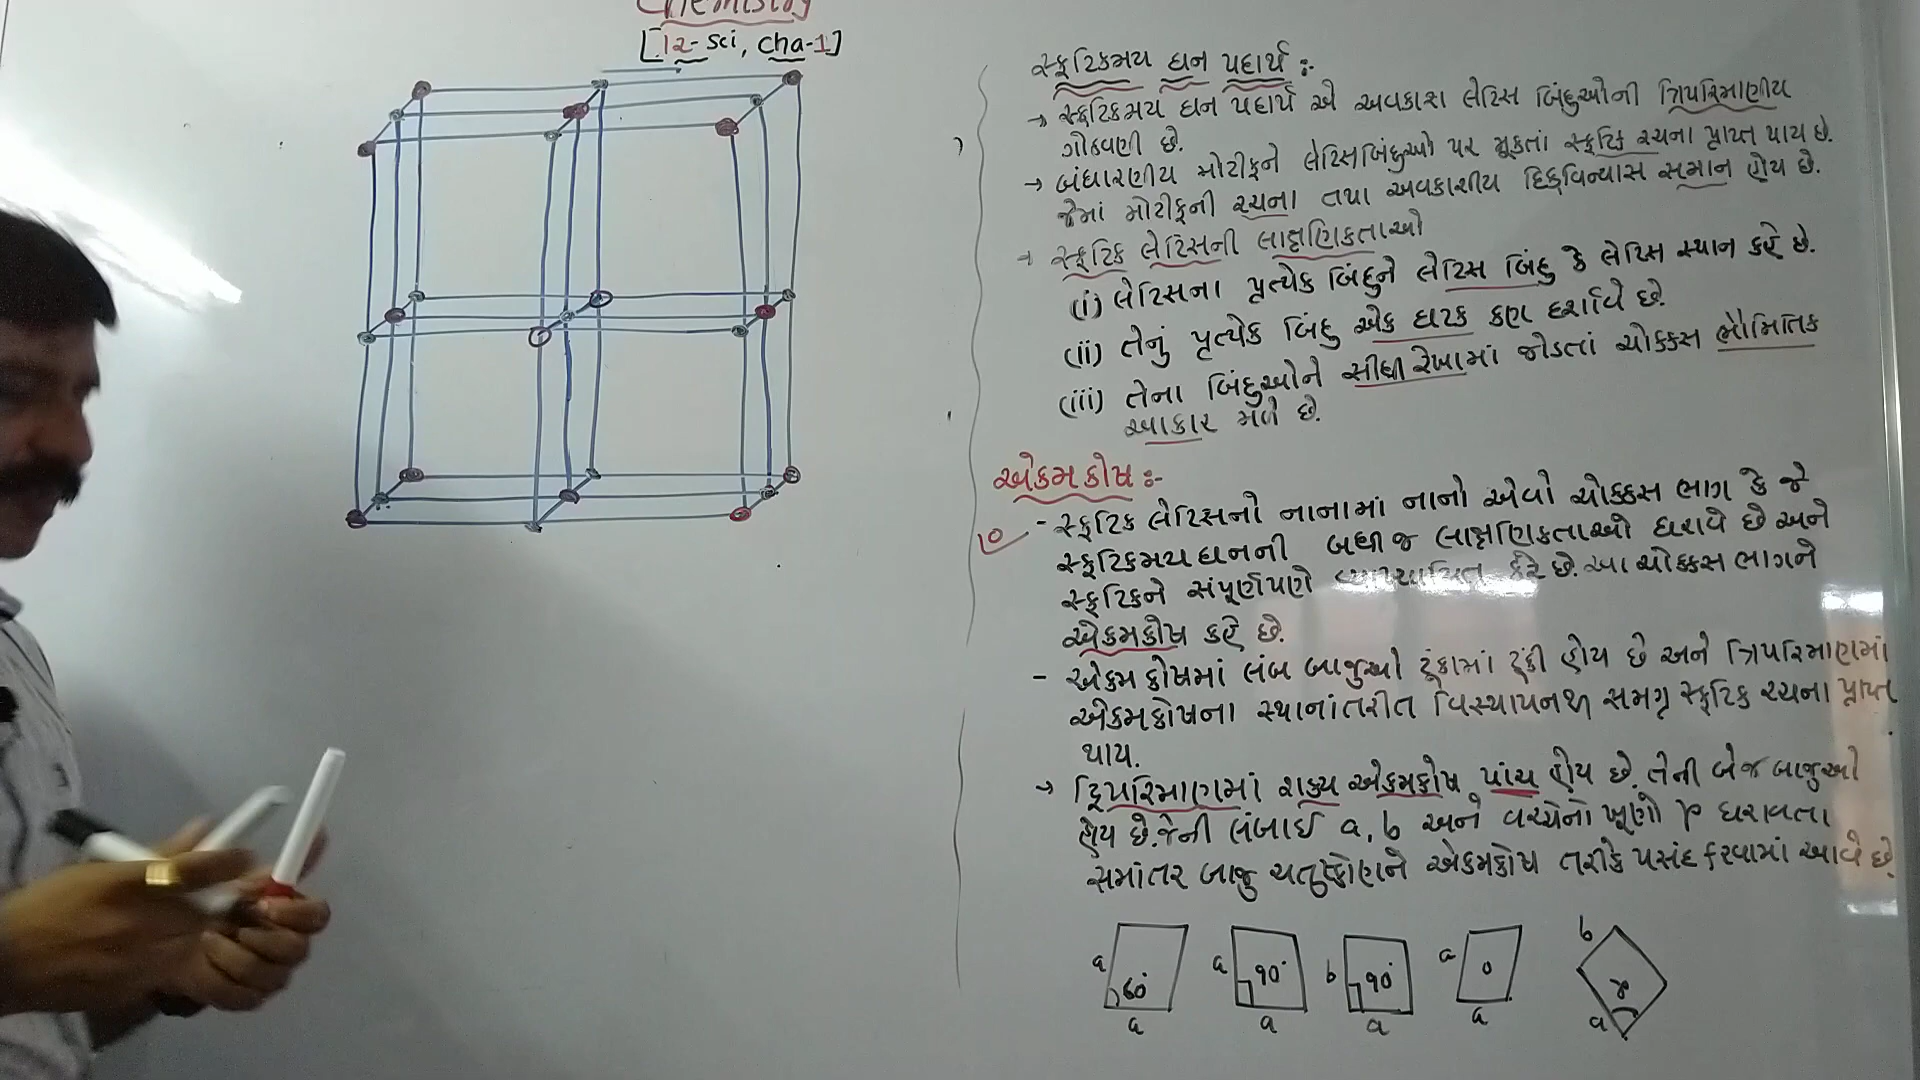 Chemistry
[12-sci, cha-1]
સ્ફટિકમય ઘન પદાર્થ :-
→ સ્ફટિકમય ઘન પદાર્થ એ અવકાશ લેટિસ બિંદુઓની ત્રિપરિમાણીય
ગોઠવણી છે.
→ બંધારણીય મોટીફને લેટિસબિંદુઓ પર મૂકતાં સ્ફટિક રચના પ્રાપ્ત થાય છે.
જેમાં મોટીફની રચના તથા અવકાશીય દિક્વિન્યાસ સમાન હોય છે.
→ સ્ફટિક લેટિસની લાક્ષણિકતાઓ
(i) લેટિસના પ્રત્યેક બિંદુને લેટિસ બિંદુ કે લેટિસ સ્થાન કહે છે.
(ii) તેનું પ્રત્યેક બિંદુ એક ઘટક કણ દર્શાવે છે.
(iii) તેના બિંદુઓને સીધી રેખામાં જોડતાં ચોક્કસ ભૌમિતિક
આકાર મળે છે.
એકમ કોષ :-
- સ્ફટિક લેટિસનો નાનામાં નાનો એવો ચોક્કસ ભાગ કે જે
સ્ફટિકમય ઘનની બધી જ લાક્ષણિકતાઓ ધરાવે છે અને
સ્ફટિકને સંપૂર્ણપણે કરે છે. આ ચોક્કસ ભાગને
એકમકોષ કહે છે.
- એકમ કોષમાં લંબ બાજુઓ ટૂંકામાં ટૂંકી હોય છે અને ત્રિપરિમાણમાં
એકમકોષના સ્થાનાંતરીત વિસ્થાપનથી સમગ્ર સ્ફટિક રચના પ્રાપ્ત
થાય.
→ દ્વિપરિમાણમાં શક્ય એકમકોષ પાંચ હોય છે. તેની બે જ બાજુઓ
હોય છે. જેની લંબાઈ a, b અને વચ્ચેનો ખૂણો γ ધરાવતા
સમાંતર બાજુ ચતુષ્કોણને એકમકોષ તરીકે પસંદ કરવામાં આવે છે.
a 60° a
a 90° a
b 90° a
a a
b γ a